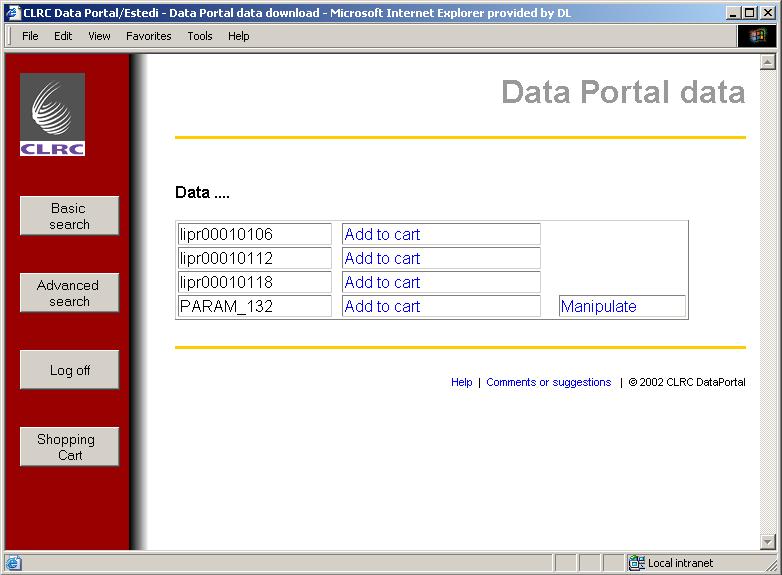 CLRC Data Portal/Estedi - Data Portal data download - Microsoft Internet Explorer provided by DL
File Edit View Favorites Tools Help
CLRC
Data Portal data
Basic
search
Advanced
search
Log off
Shopping
Cart
Data ....
lipr00010106 Add to cart
lipr00010112 Add to cart
lipr00010118 Add to cart
PARAM_132 Add to cart Manipulate
Help | Comments or suggestions | © 2002 CLRC DataPortal
Local intranet